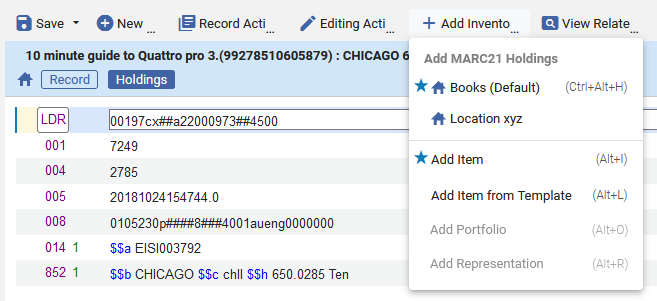 Save New... Record Acti... Editing Acti... Add Invento... View Relate...
10 minute guide to Quattro pro 3.(99278510605879) : CHICAGO 6
Record Holdings
Add MARC21 Holdings
Books (Default) (Ctrl+Alt+H)
Location xyz
Add Item (Alt+I)
Add Item from Template (Alt+L)
Add Portfolio (Alt+O)
Add Representation (Alt+R)
LDR 00197cx##a22000973##4500
001 7249
004 2785
005 20181024154744.0
008 0105230p####8###4001aueng0000000
014 1 $$a EISI003792
852 1 $$b CHICAGO $$c chll $$h 650.0285 Ten